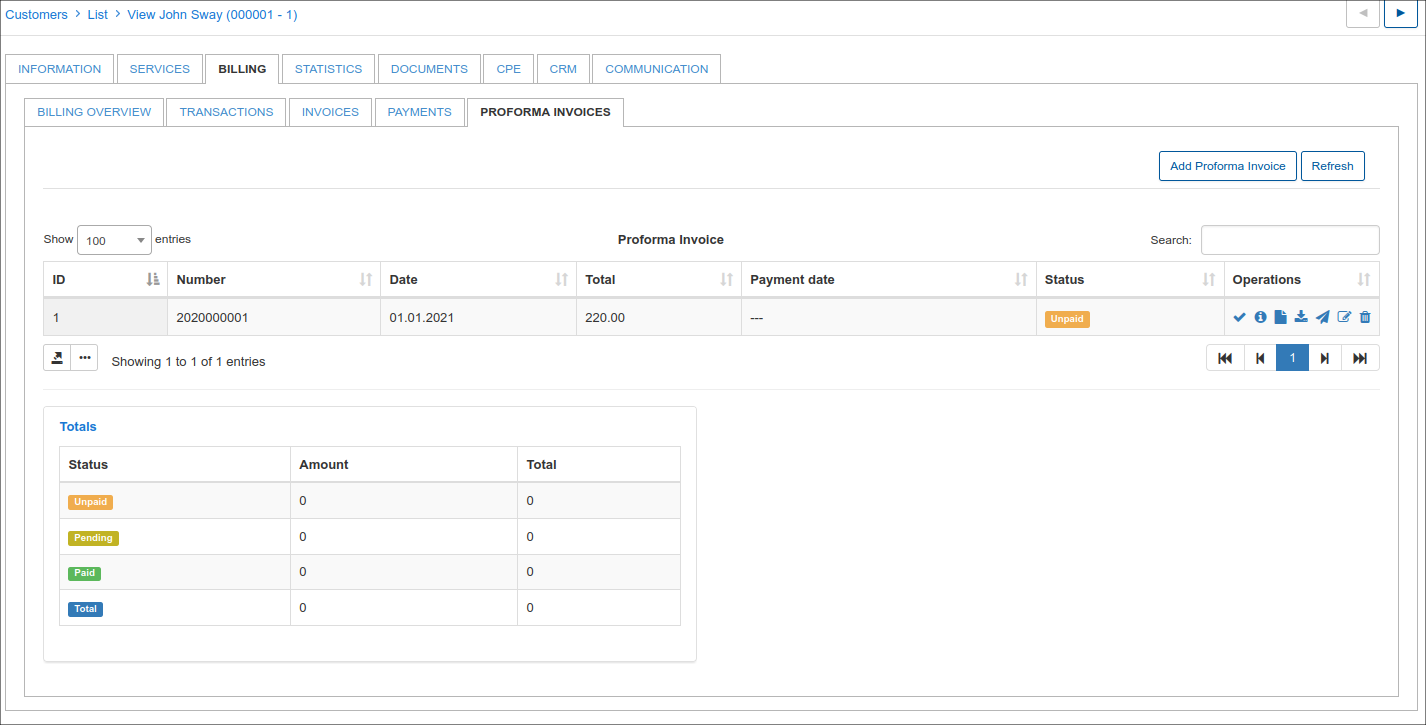 Customers > List > View John Sway (000001 - 1)
INFORMATION SERVICES BILLING STATISTICS DOCUMENTS CPE CRM COMMUNICATION
BILLING OVERVIEW TRANSACTIONS INVOICES PAYMENTS PROFORMA INVOICES
Add Proforma Invoice Refresh
Show 100 entries Proforma Invoice Search:
ID Number Date Total Payment date Status Operations
1 2020000001 01.01.2021 220.00 --- Unpaid
Showing 1 to 1 of 1 entries 1
Totals
Status Amount Total
Unpaid 0 0
Pending 0 0
Paid 0 0
Total 0 0